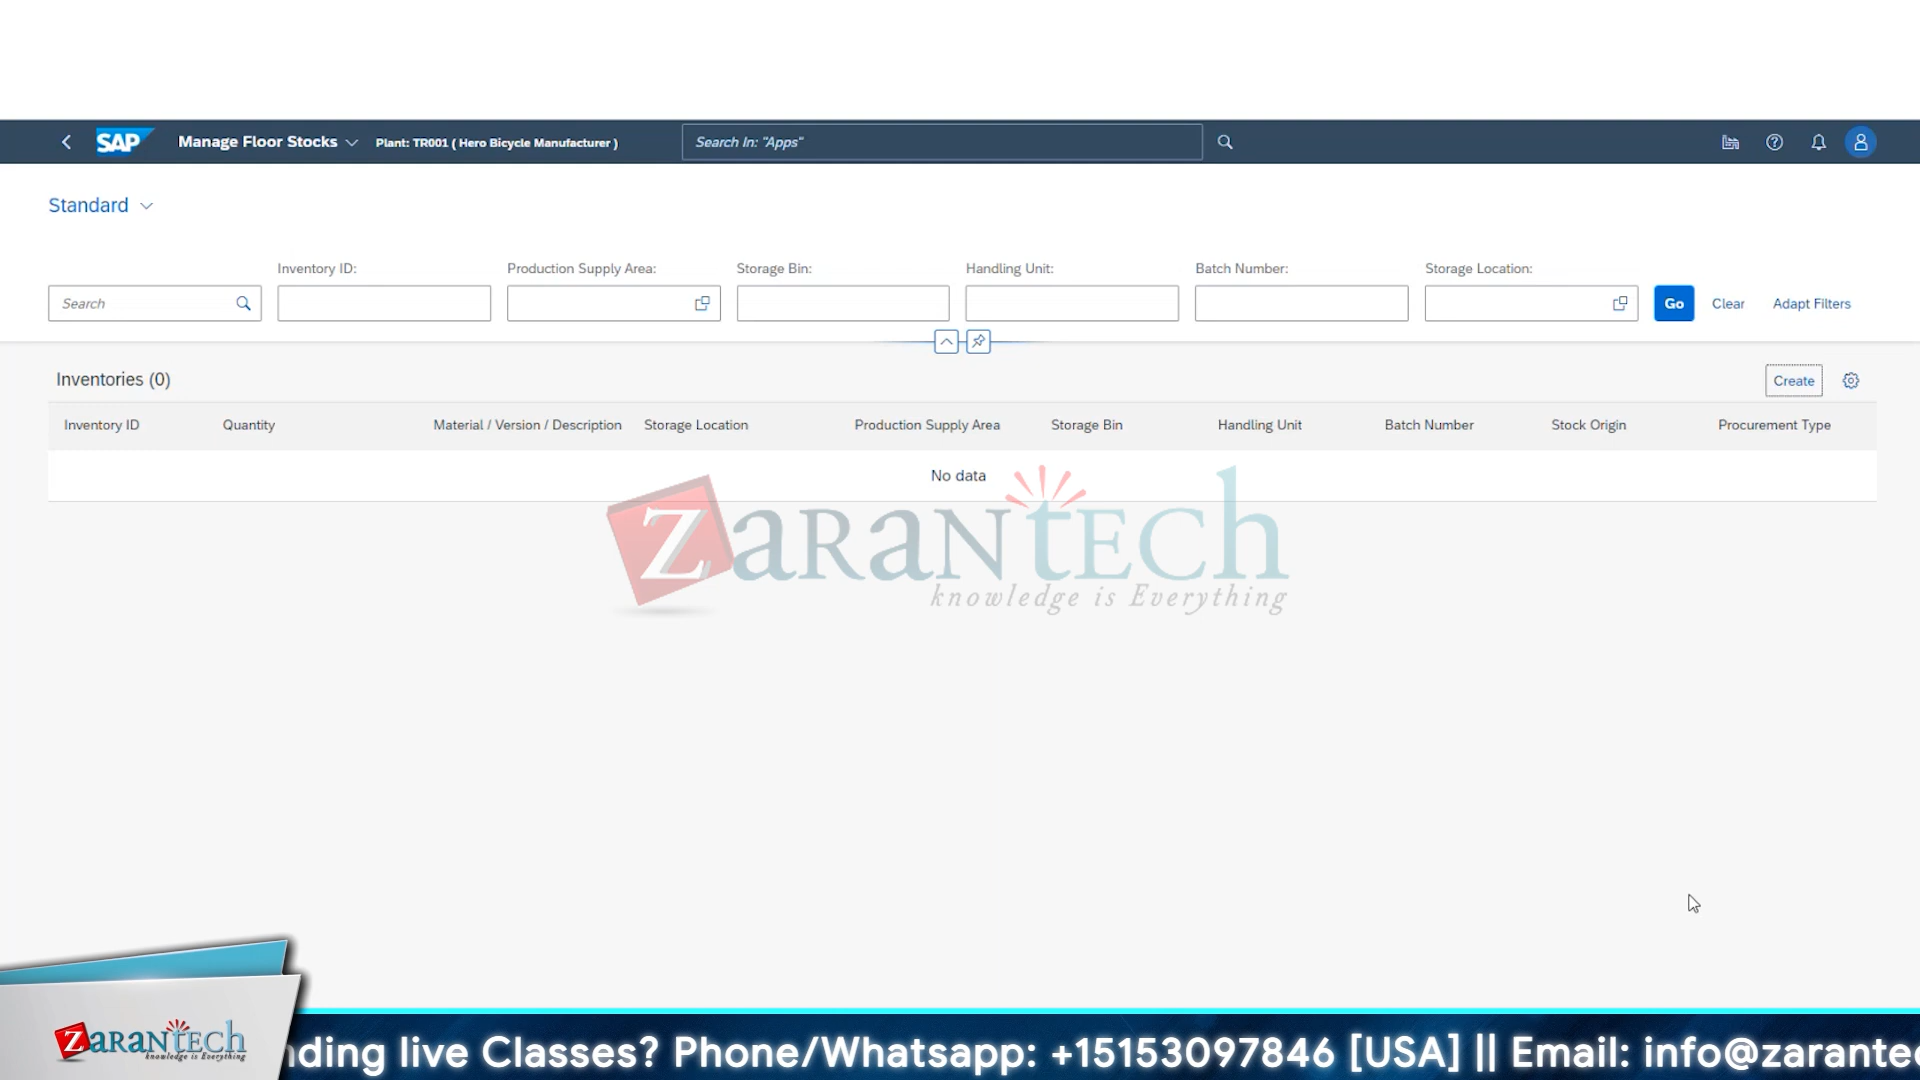 SAP Manage Floor Stocks Plant: TR001 ( Hero Bicycle Manufacturer ) Search In: "Apps"
Standard
Inventory ID: Production Supply Area: Storage Bin: Handling Unit: Batch Number: Storage Location:
Search Go Clear Adapt Filters
Inventories (0) Create
Inventory ID Quantity Material / Version / Description Storage Location Production Supply Area Storage Bin Handling Unit Batch Number Stock Origin Procurement Type
No data
ZaranTech
knowledge is Everything
ZaranTech
knowledge is Everything
nding live Classes? Phone/Whatsapp: +15153097846 [USA] || Email: info@zarante